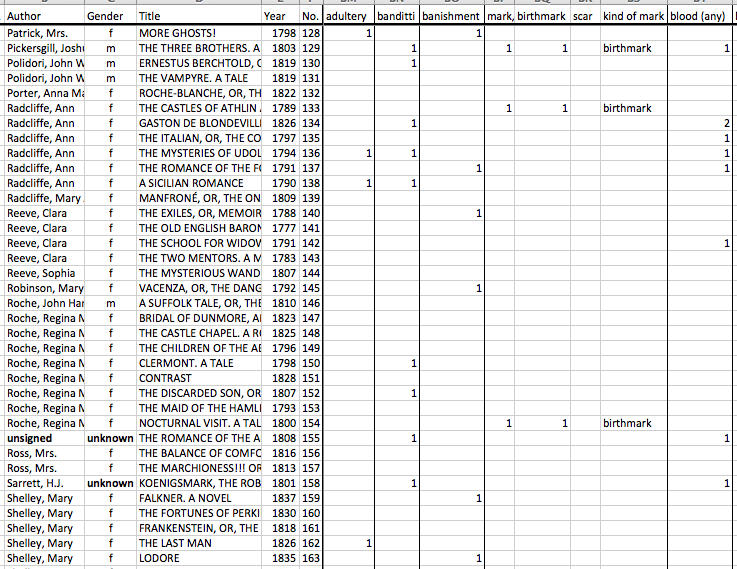 Author Gender Title Year No. adultery banditti banishment mark, birthmark scar kind of mark blood (any)
Patrick, Mrs. f MORE GHOSTS! 1798 128 1 1
Pickersgill, Josh m THE THREE BROTHERS. A 1803 129 1 1 1 birthmark 1
Polidori, John W m ERNESTUS BERCHTOLD, 1819 130 1
Polidori, John W m THE VAMPYRE. A TALE 1819 131
Porter, Anna Ma f ROCHE-BLANCHE, OR, TH 1822 132
Radcliffe, Ann f THE CASTLES OF ATHLIN 1789 133 1 1 birthmark
Radcliffe, Ann f GASTON DE BLONDEVILL 1826 134 1 2
Radcliffe, Ann f THE ITALIAN, OR, THE CO 1797 135 1
Radcliffe, Ann f THE MYSTERIES OF UDOL 1794 136 1 1 1
Radcliffe, Ann f THE ROMANCE OF THE F 1791 137 1 1
Radcliffe, Ann f A SICILIAN ROMANCE 1790 138 1 1
Radcliffe, Mary f MANFRONÉ, OR, THE ON 1809 139
Reeve, Clara f THE EXILES, OR, MEMOIR 1788 140 1
Reeve, Clara f THE OLD ENGLISH BARON 1777 141
Reeve, Clara f THE SCHOOL FOR WIDOW 1791 142 1
Reeve, Clara f THE TWO MENTORS. A M 1783 143
Reeve, Sophia f THE MYSTERIOUS WAND 1807 144
Robinson, Mary f VACENZA, OR, THE DANG 1792 145 1
Roche, John Har m A SUFFOLK TALE, OR, THE 1810 146
Roche, Regina M f BRIDAL OF DUNMORE, A 1823 147
Roche, Regina M f THE CASTLE CHAPEL. A R 1825 148
Roche, Regina M f THE CHILDREN OF THE AB 1796 149
Roche, Regina M f CLERMONT. A TALE 1798 150 1
Roche, Regina M f CONTRAST 1828 151
Roche, Regina M f THE DISCARDED SON, OR 1807 152 1
Roche, Regina M f THE MAID OF THE HAML 1793 153
Roche, Regina M f NOCTURNAL VISIT. A TAL 1800 154 1 1 birthmark
unsigned unknown THE ROMANCE OF THE A 1808 155 1 1
Ross, Mrs. f THE BALANCE OF COMFO 1816 156
Ross, Mrs. f THE MARCHIONESS!!! OR 1813 157
Sarrett, H.J. unknown KOENIGSMARK, THE ROB 1801 158 1 1
Shelley, Mary f FALKNER. A NOVEL 1837 159 1
Shelley, Mary f THE FORTUNES OF PERKI 1830 160
Shelley, Mary f FRANKENSTEIN, OR, THE 1818 161
Shelley, Mary f THE LAST MAN 1826 162 1
Shelley, Mary f LODORE 1835 163 1